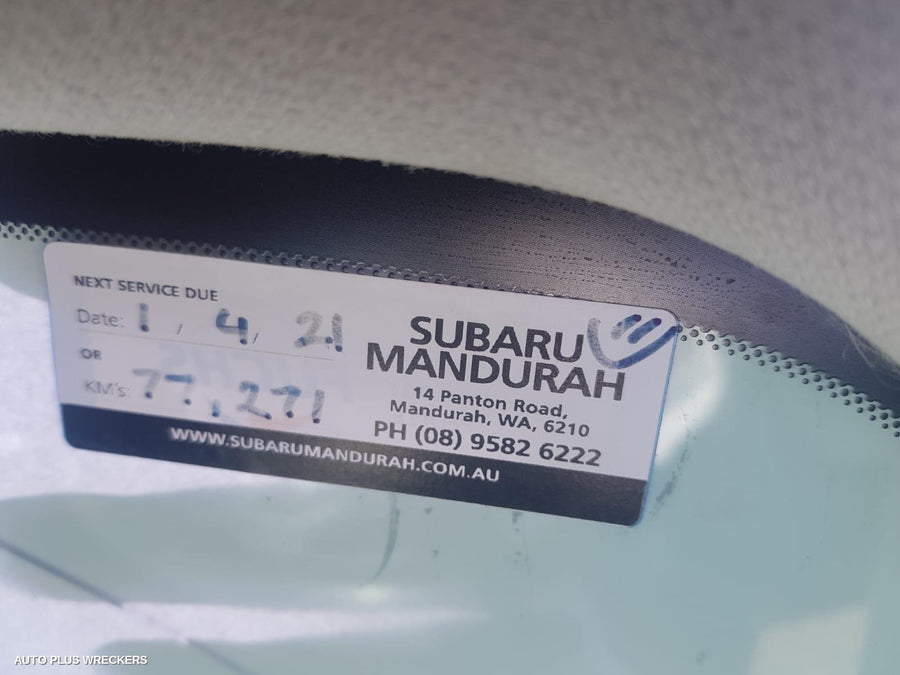 NEXT SERVICE DUE
Date: 1 / 4 / 21
OR
KM's: 77,271
SUBARU
MANDURAH
14 Panton Road,
Mandurah, WA, 6210
PH (08) 9582 6222
WWW.SUBARUMANDURAH.COM.AU
AUTO PLUS WRECKERS